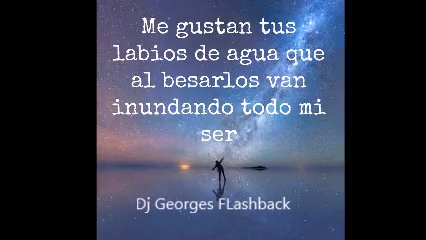 Me gustan tus
labios de agua que
al besarlos van
inundando todo mi
ser
Dj Georges FLashback